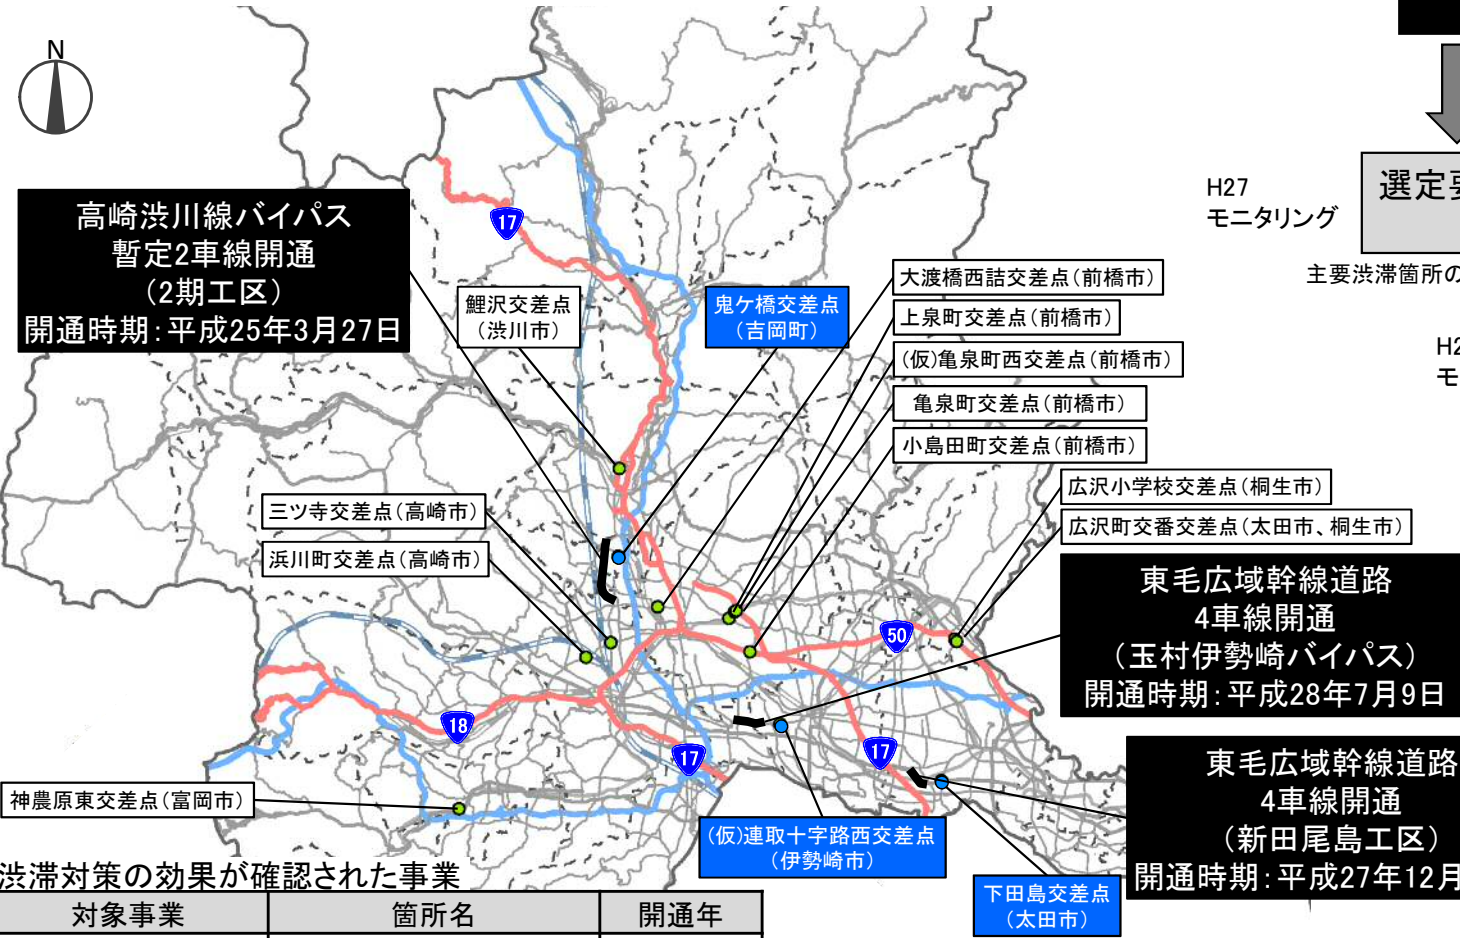 N
高崎渋川線バイパス
暫定2車線開通
（2期工区）
開通時期：平成25年3月27日
17
鯉沢交差点
（渋川市）
鬼ケ橋交差点
（吉岡町）
大渡橋西詰交差点（前橋市）
上泉町交差点（前橋市）
(仮)亀泉町西交差点（前橋市）
亀泉町交差点（前橋市）
小島田町交差点（前橋市）
H27
モニタリング
選定要
主要渋滞箇所の
H2
モ
三ツ寺交差点（高崎市）
浜川町交差点（高崎市）
広沢小学校交差点（桐生市）
広沢町交番交差点（太田市、桐生市）
東毛広域幹線道路
4車線開通
（玉村伊勢崎バイパス）
開通時期：平成28年7月9日
50
18
17
17
東毛広域幹線道路
4車線開通
（新田尾島工区）
開通時期：平成27年12月
神農原東交差点（富岡市）
(仮)連取十字路西交差点
（伊勢崎市）
下田島交差点
（太田市）
渋滞対策の効果が確認された事業
対象事業
箇所名
開通年